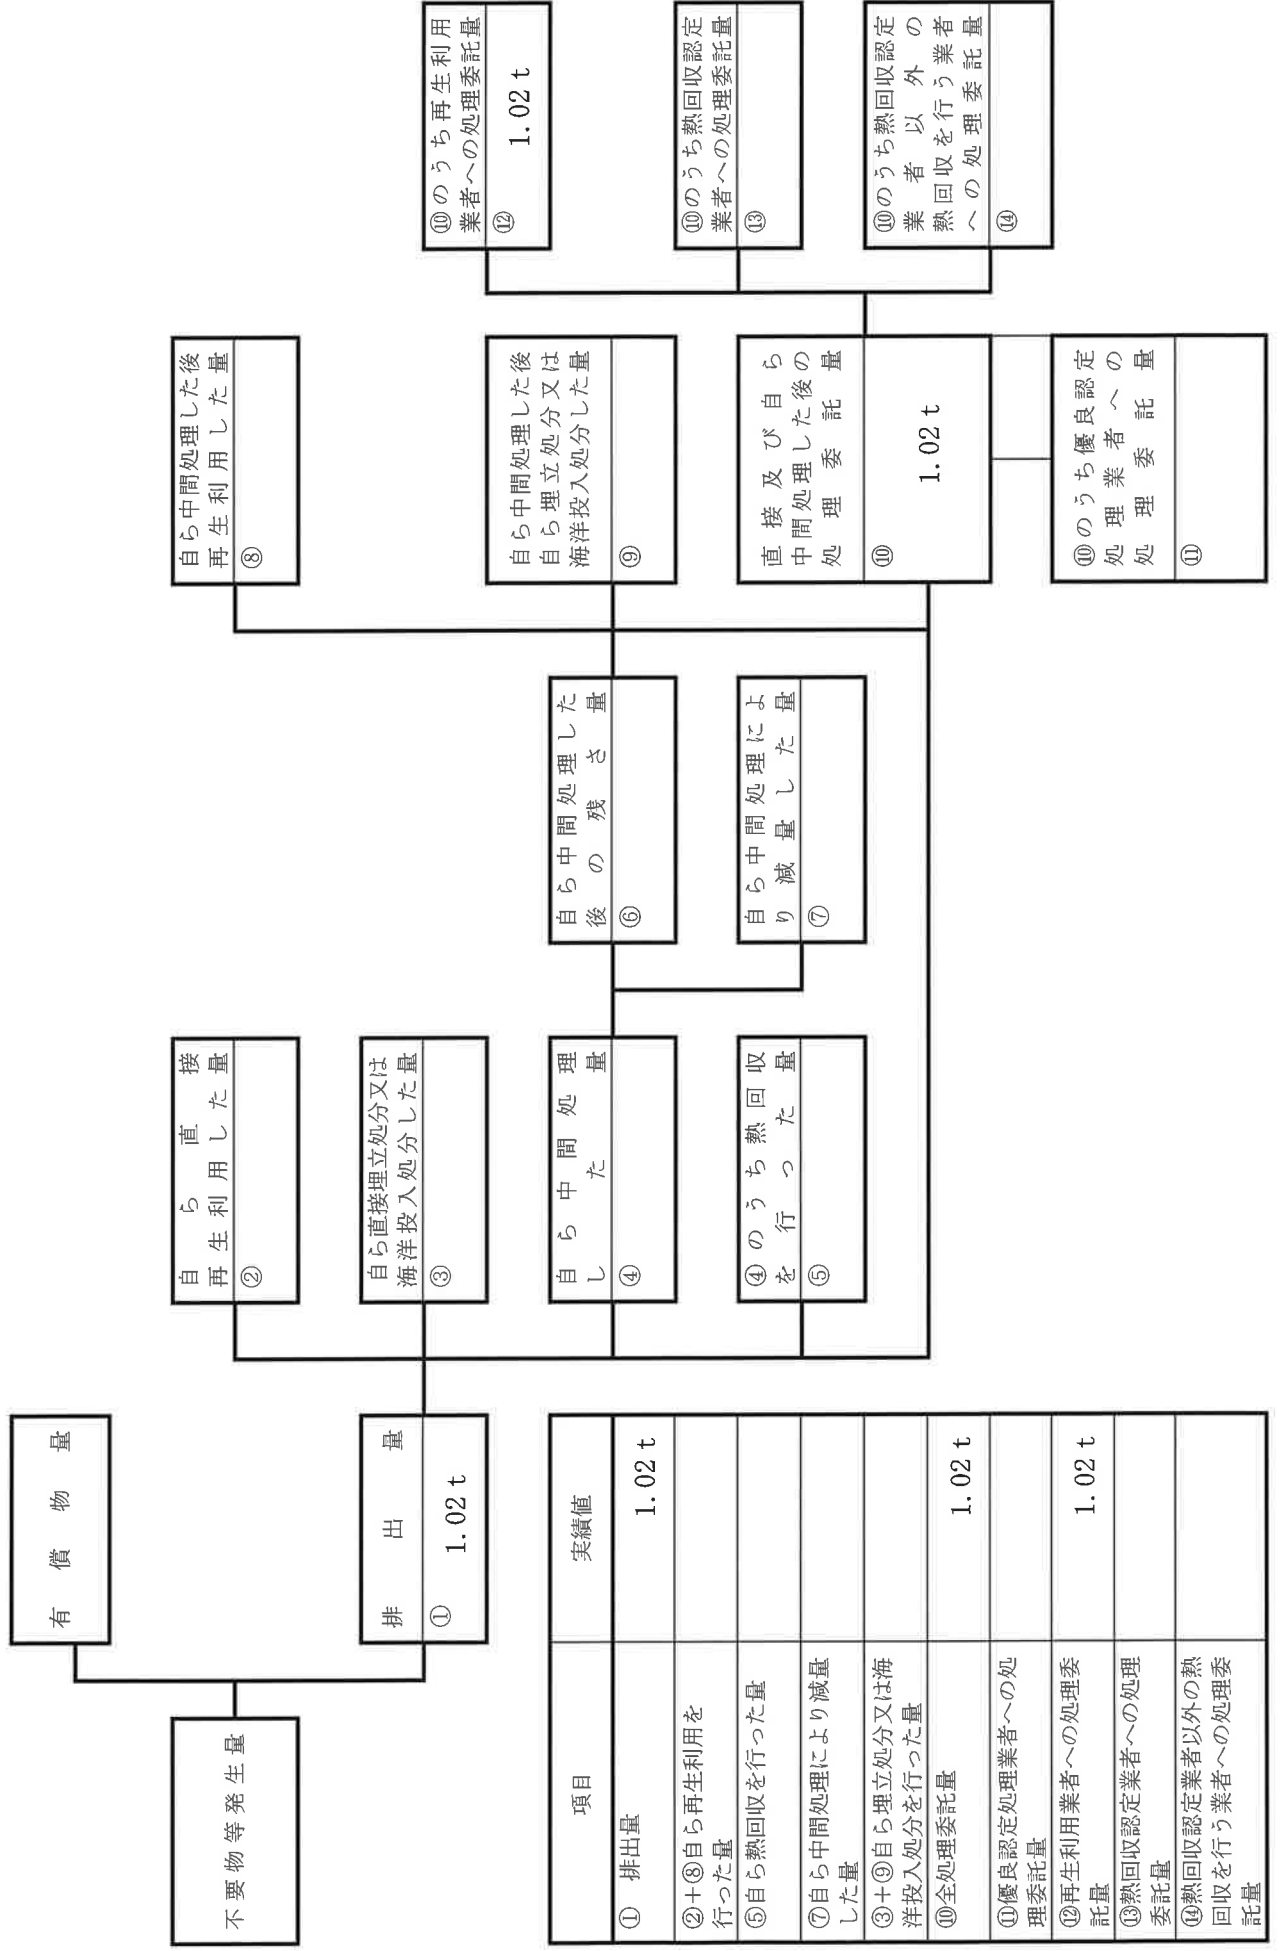 有償物量
不要物等発生量
排出量
① 1.02 t
自ら直接
再生利用した量
②
自ら直接埋立処分又は
海洋投入処分した量
③
自ら中間処理
した量
④
④のうち熱回収
を行った量
⑤
自ら中間処理した
後の残さ量
⑥
自ら中間処理によ
り減量した量
⑦
自ら中間処理した後
再生利用した量
⑧
自ら中間処理した後
自ら埋立処分又は
海洋投入処分した量
⑨
直接及び自ら
中間処理した後の
処理委託量
⑩ 1.02 t
⑩のうち優良認定
処理業者への
処理委託量
⑪
⑩のうち再生利用
業者への処理委託量
⑫ 1.02 t
⑩のうち熱回収認定
業者への処理委託量
⑬
⑩のうち熱回収認定
業者以外の
熱回収を行う業者
への処理委託量
⑭
項目 実績値
① 排出量 1.02 t
②+⑧自ら再生利用を
行った量
⑤自ら熱回収を行った量
⑦自ら中間処理により減量
した量
③+⑨自ら埋立処分又は海
洋投入処分を行った量
⑩全処理委託量 1.02 t
⑪優良認定処理業者への処
理委託量
⑫再生利用業者への処理委
託量 1.02 t
⑬熱回収認定業者への処理
委託量
⑭熱回収認定業者以外の熱
回収を行う業者への処理委
託量